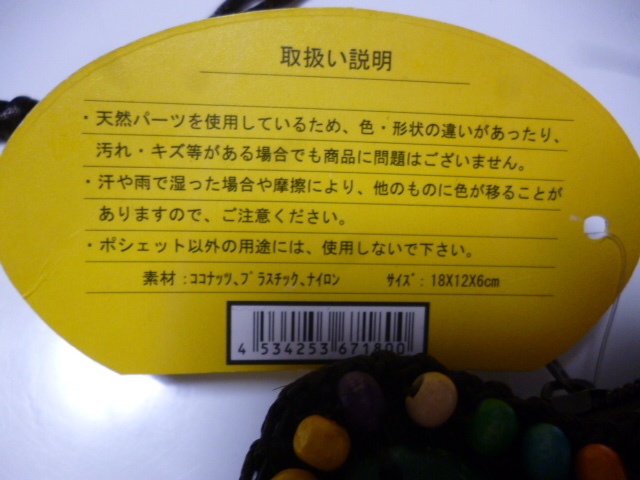 取扱い説明
・天然パーツを使用しているため、色・形状の違いがあったり、
汚れ・キズ等がある場合でも商品に問題はございません。
・汗や雨で湿った場合や摩擦により、他のものに色が移ることが
ありますので、ご注意ください。
・ポシェット以外の用途には、使用しないで下さい。
素材:ココナッツ、プラスチック、ナイロン　サイズ:18X12X6cm
4 534253 671800